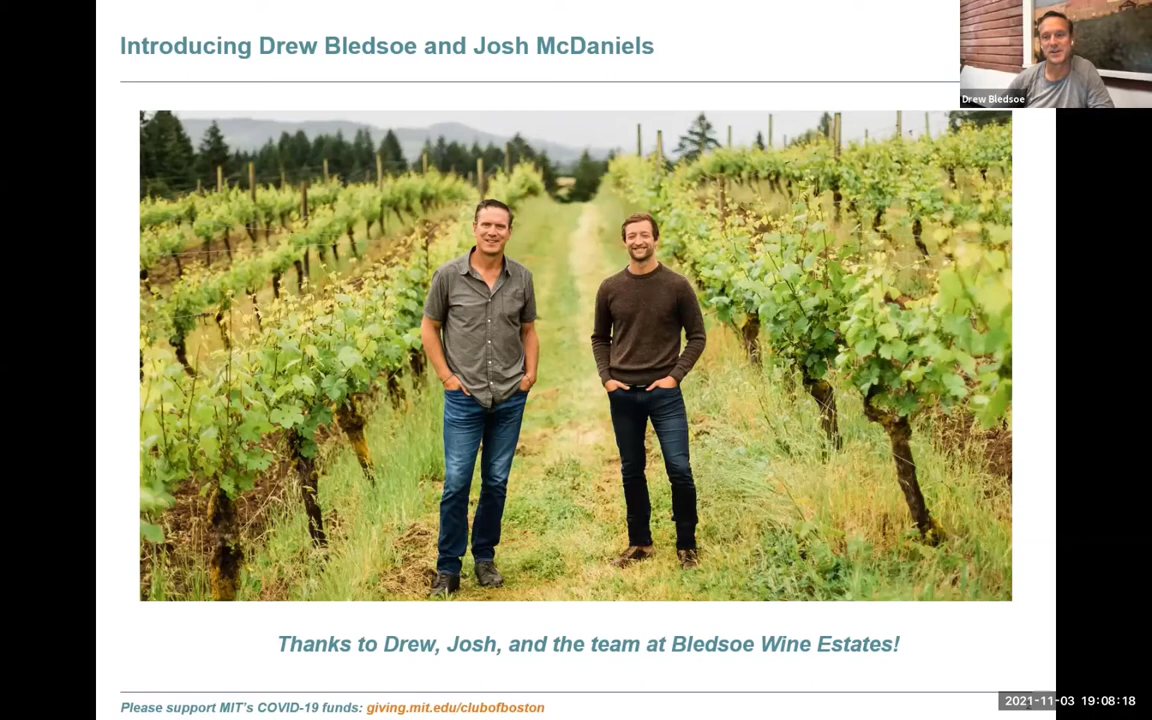 Introducing Drew Bledsoe and Josh McDaniels
Drew Bledsoe
Thanks to Drew, Josh, and the team at Bledsoe Wine Estates!
Please support MIT's COVID-19 funds: giving.mit.edu/clubofboston
2021-11-03 19:08:18